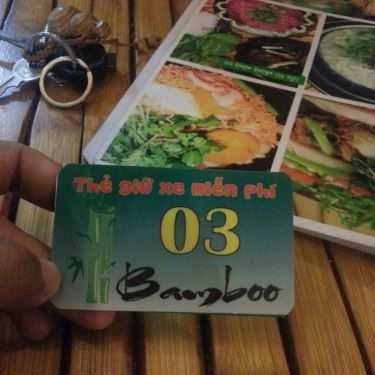 Thẻ giữ xe miễn phí
03
Bamboo